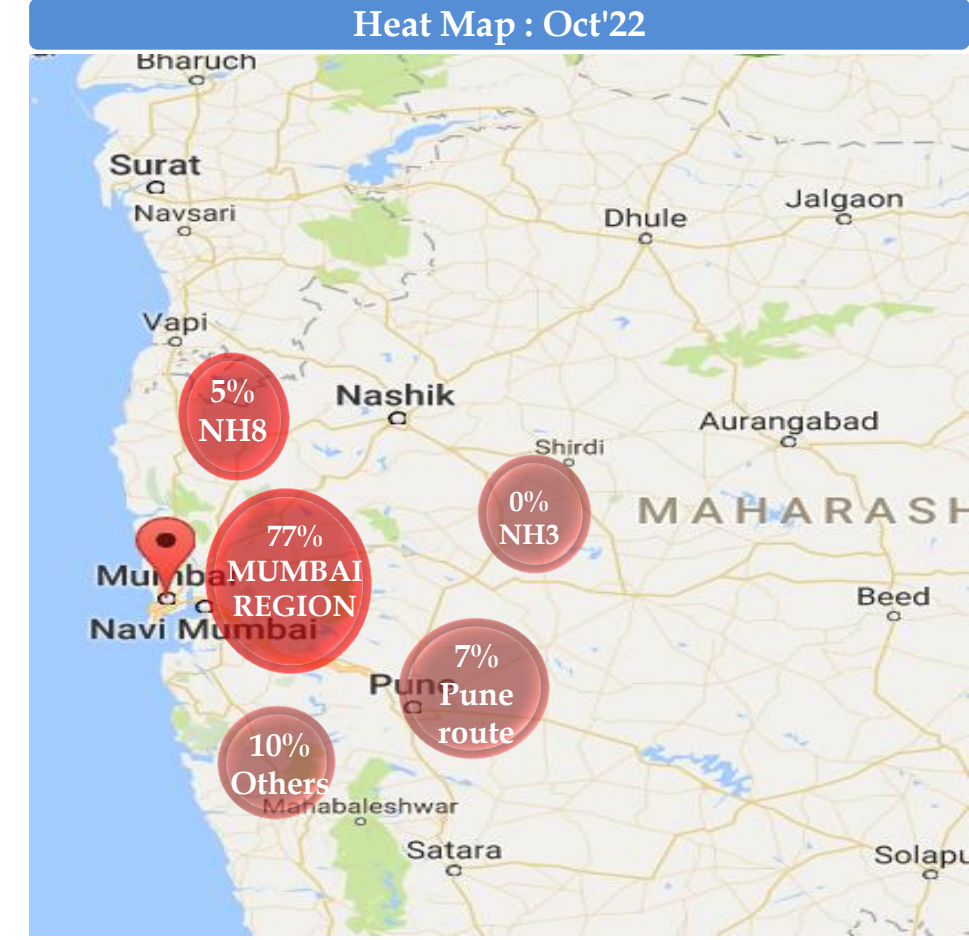 Heat Map : Oct'22
Bharuch
Surat
Navsari
Dhule
Jalgaon
Vapi
5%
NH8
Nashik
Aurangabad
Shirdi
0%
NH3
MAHARASH
77%
MUMBAI
REGION
Mumbai
Navi Mumbai
Beed
7%
Pune
route
Pune
10%
Others
Mahabaleshwar
Satara
Solapu